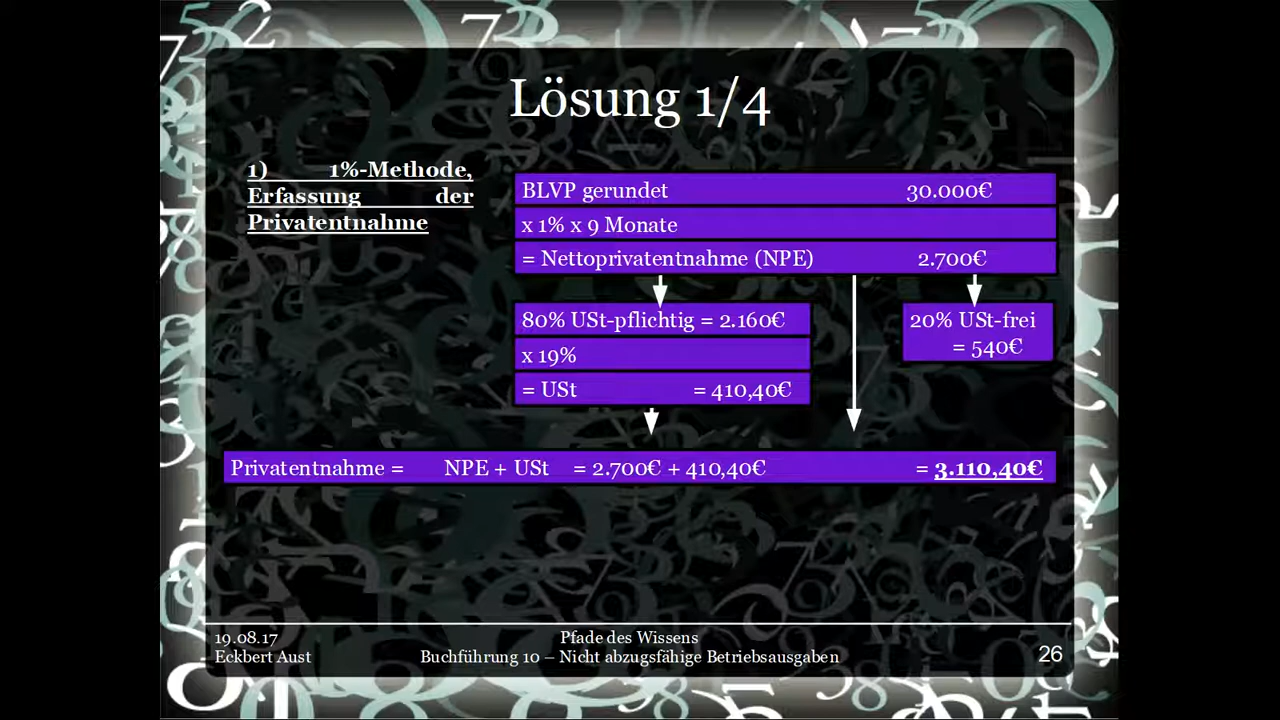 Lösung 1/4
1) 1%-Methode,
Erfassung der
Privatentnahme
BLVP gerundet 30.000€
x 1% x 9 Monate
= Nettoprivatentnahme (NPE) 2.700€
80% USt-pflichtig = 2.160€
x 19%
= USt = 410,40€
20% USt-frei
= 540€
Privatentnahme = NPE + USt = 2.700€ + 410,40€ = 3.110,40€
19.08.17
Eckbert Aust
Pfade des Wissens
Buchführung 10 – Nicht abzugsfähige Betriebsausgaben
26